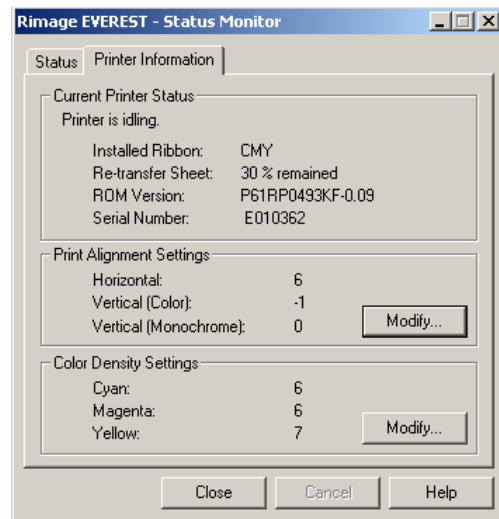 Rimage EVEREST - Status Monitor
Status Printer Information
Current Printer Status
Printer is idling.
Installed Ribbon: CMY
Re-transfer Sheet: 30 % remained
ROM Version: P61RP0493KF-0.09
Serial Number: E010362
Print Alignment Settings
Horizontal: 6
Vertical (Color): -1
Vertical (Monochrome): 0 Modify...
Color Density Settings
Cyan: 6
Magenta: 6
Yellow: 7 Modify...
Close Cancel Help